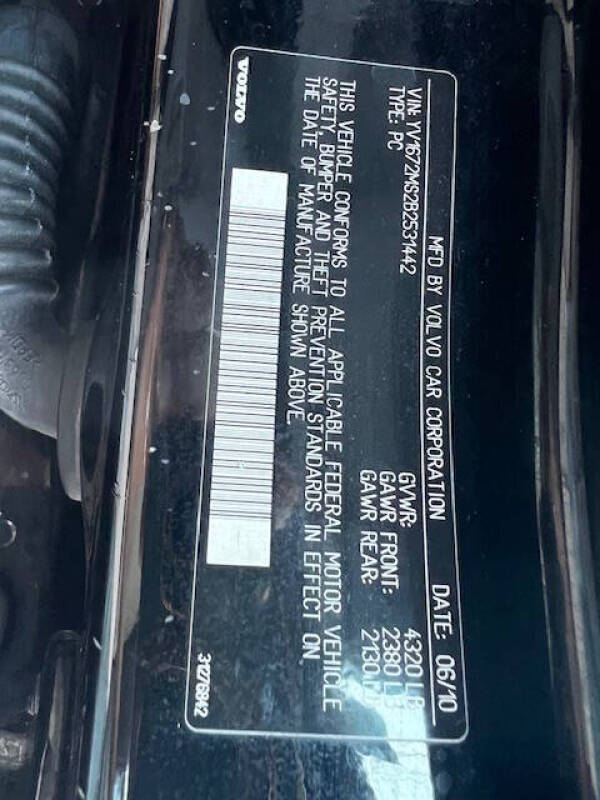 MFD BY VOLVO CAR CORPORATION DATE: 06/10
VIN: YV1672MS2B2531442 GVWR: 4320 LB
TYPE: PC GAWR FRONT: 2380 L
GAWR REAR: 2130
THIS VEHICLE CONFORMS TO ALL APPLICABLE FEDERAL MOTOR VEHICLE
SAFETY, BUMPER AND THEFT PREVENTION STANDARDS IN EFFECT ON
THE DATE OF MANUFACTURE SHOWN ABOVE.
VOLVO 31276842